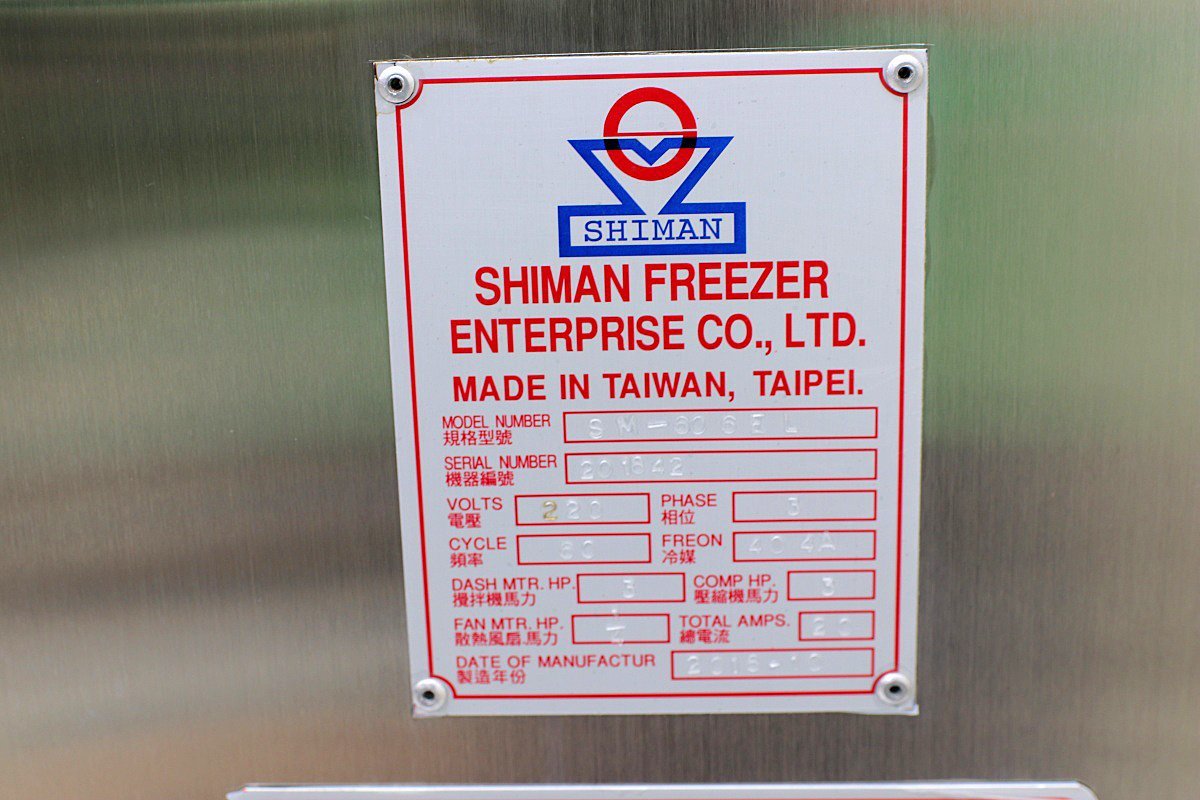 SHIMAN
SHIMAN FREEZER
ENTERPRISE CO., LTD.
MADE IN TAIWAN, TAIPEI.
MODEL NUMBER
規格型號
SERIAL NUMBER 201842
機器編號
VOLTS 220 PHASE 3
電壓 相位
CYCLE 60 FREON 404A
頻率 冷媒
DASH MTR. HP. 3 COMP HP. 3
攪拌機馬力 壓縮機馬力
FAN MTR. HP. TOTAL AMPS. 20
散熱風扇.馬力 總電流
DATE OF MANUFACTUR
製造年份